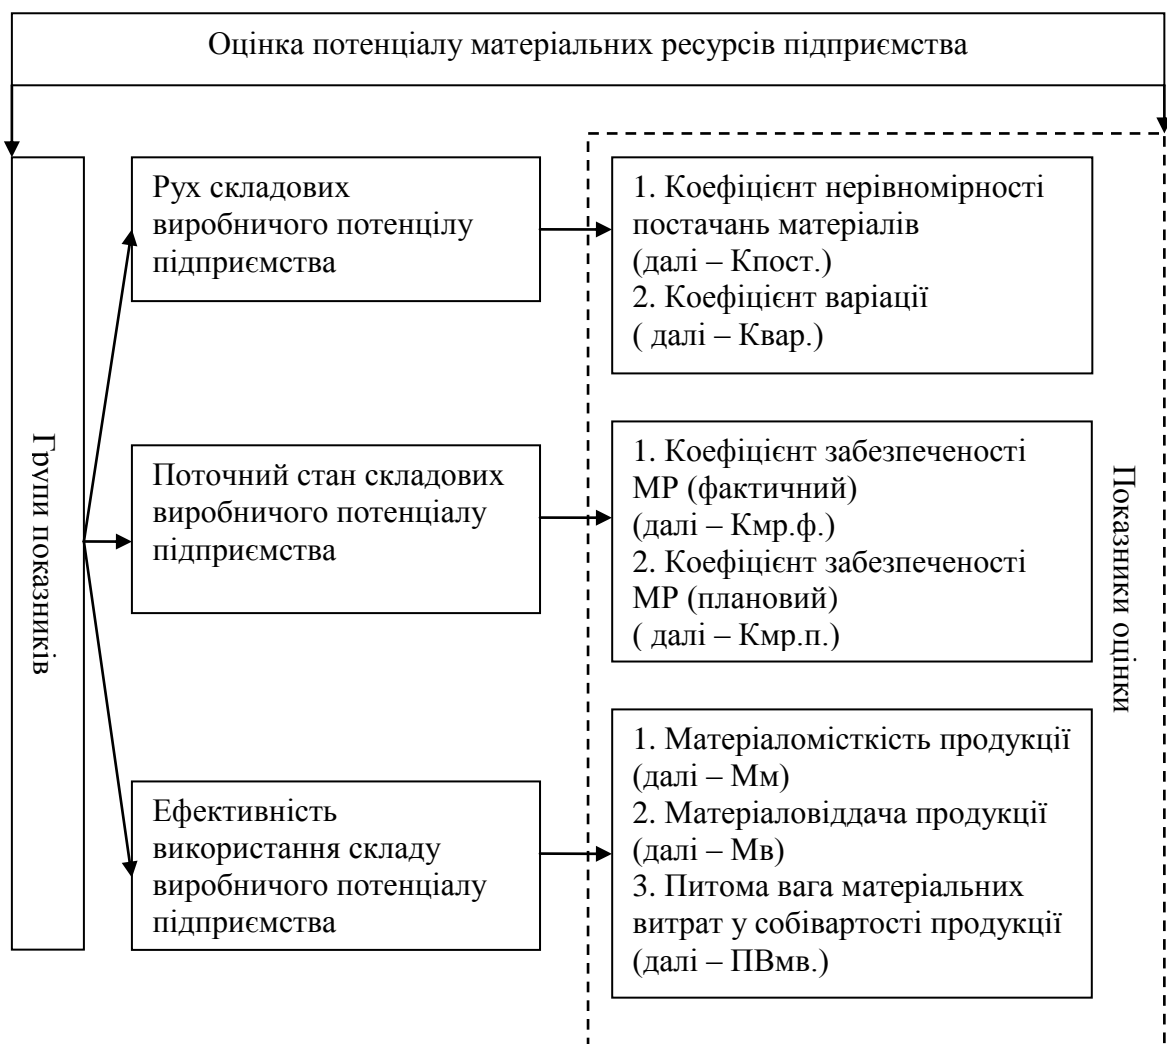 Оцінка потенціалу матеріальних ресурсів підприємства
Групи показників
Рух складових
виробничого потенцілу
підприємства
1. Коефіцієнт нерівномірності
постачань матеріалів
(далі – Кпост.)
2. Коефіцієнт варіації
( далі – Квар.)
Поточний стан складових
виробничого потенціалу
підприємства
1. Коефіцієнт забезпеченості
МР (фактичний)
(далі – Кмр.ф.)
2. Коефіцієнт забезпеченості
МР (плановий)
( далі – Кмр.п.)
Ефективність
використання складу
виробничого потенціалу
підприємства
1. Матеріаломісткість продукції
(далі – Мм)
2. Матеріаловіддача продукції
(далі – Мв)
3. Питома вага матеріальних
витрат у собівартості продукції
(далі – ПВмв.)
Показники оцінки